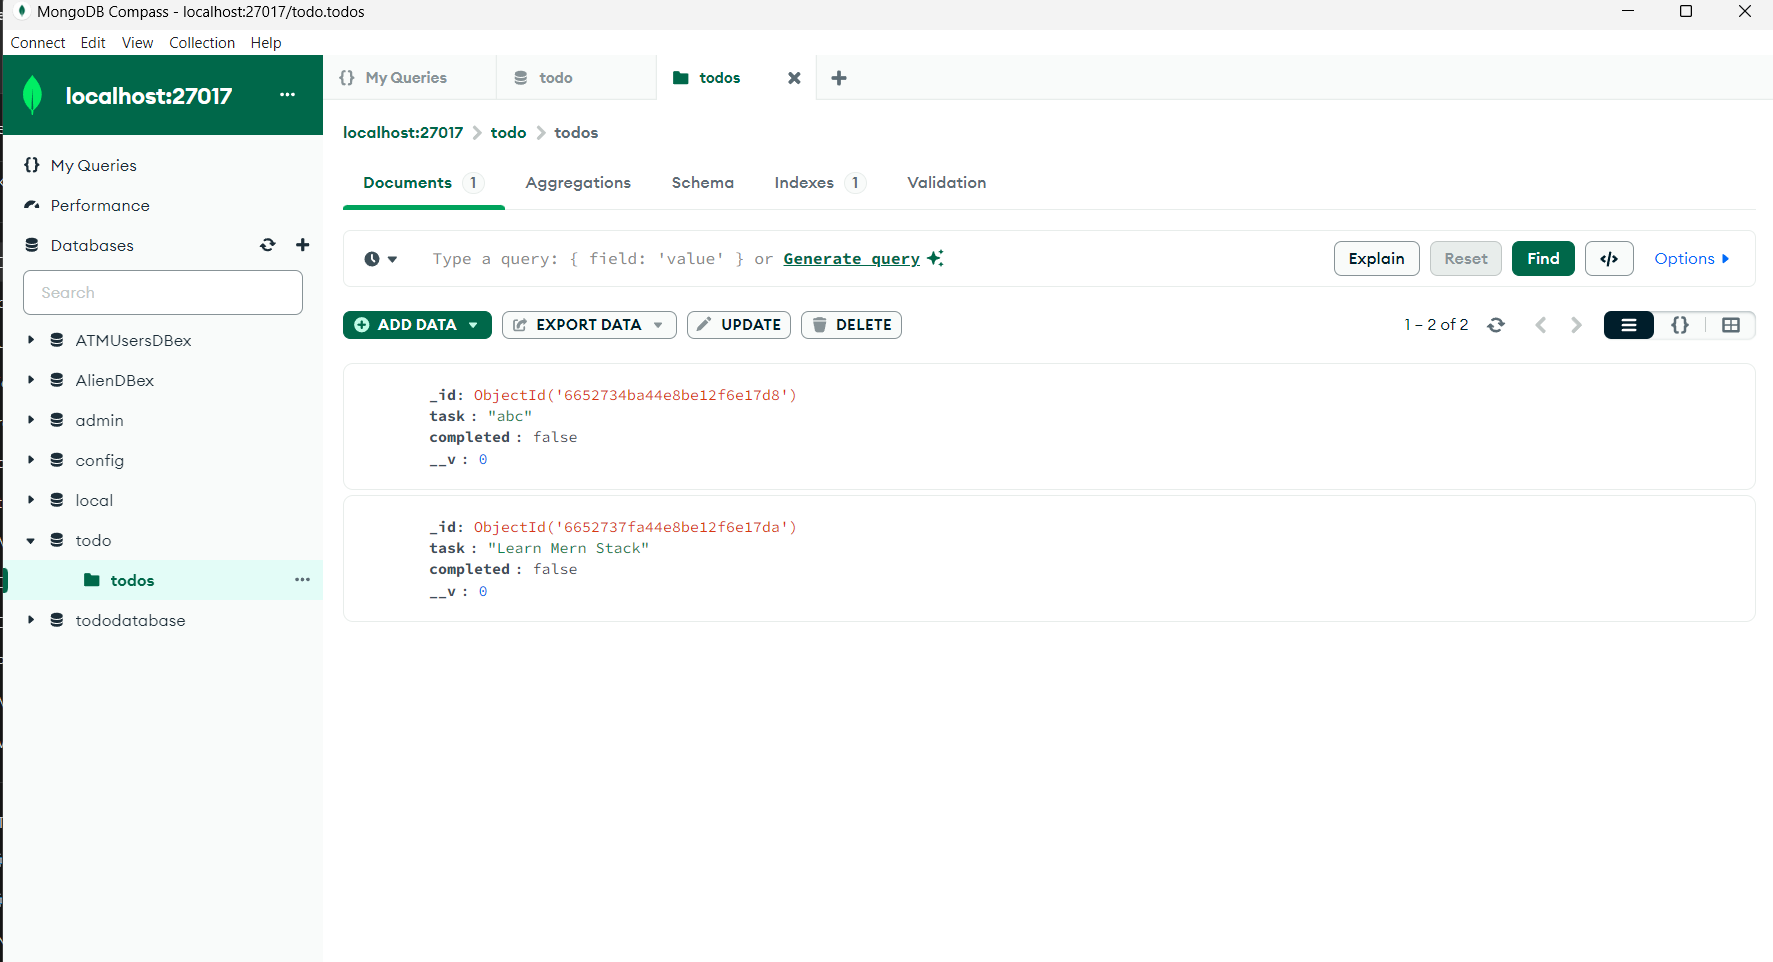 MongoDB Compass - localhost:27017/todo.todos
Connect Edit View Collection Help
localhost:27017 ...
{} My Queries
todo
todos
localhost:27017 > todo > todos
My Queries
Performance
Databases
Search
ATMUsersDBex
AlienDBex
admin
config
local
todo
todos ...
tododatabase
Documents 1 Aggregations Schema Indexes 1 Validation
Type a query: { field: 'value' } or Generate query
Explain Reset Find </> Options
ADD DATA EXPORT DATA UPDATE DELETE
1 – 2 of 2 {}
_id: ObjectId('6652734ba44e8be12f6e17d8')
task : "abc"
completed : false
__v : 0
_id: ObjectId('6652737fa44e8be12f6e17da')
task : "Learn Mern Stack"
completed : false
__v : 0